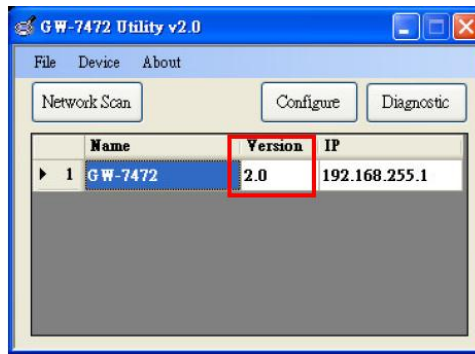 GW-7472 Utility v2.0
File Device About
Network Scan Configure Diagnostic
Name Version IP
1 GW-7472 2.0 192.168.255.1